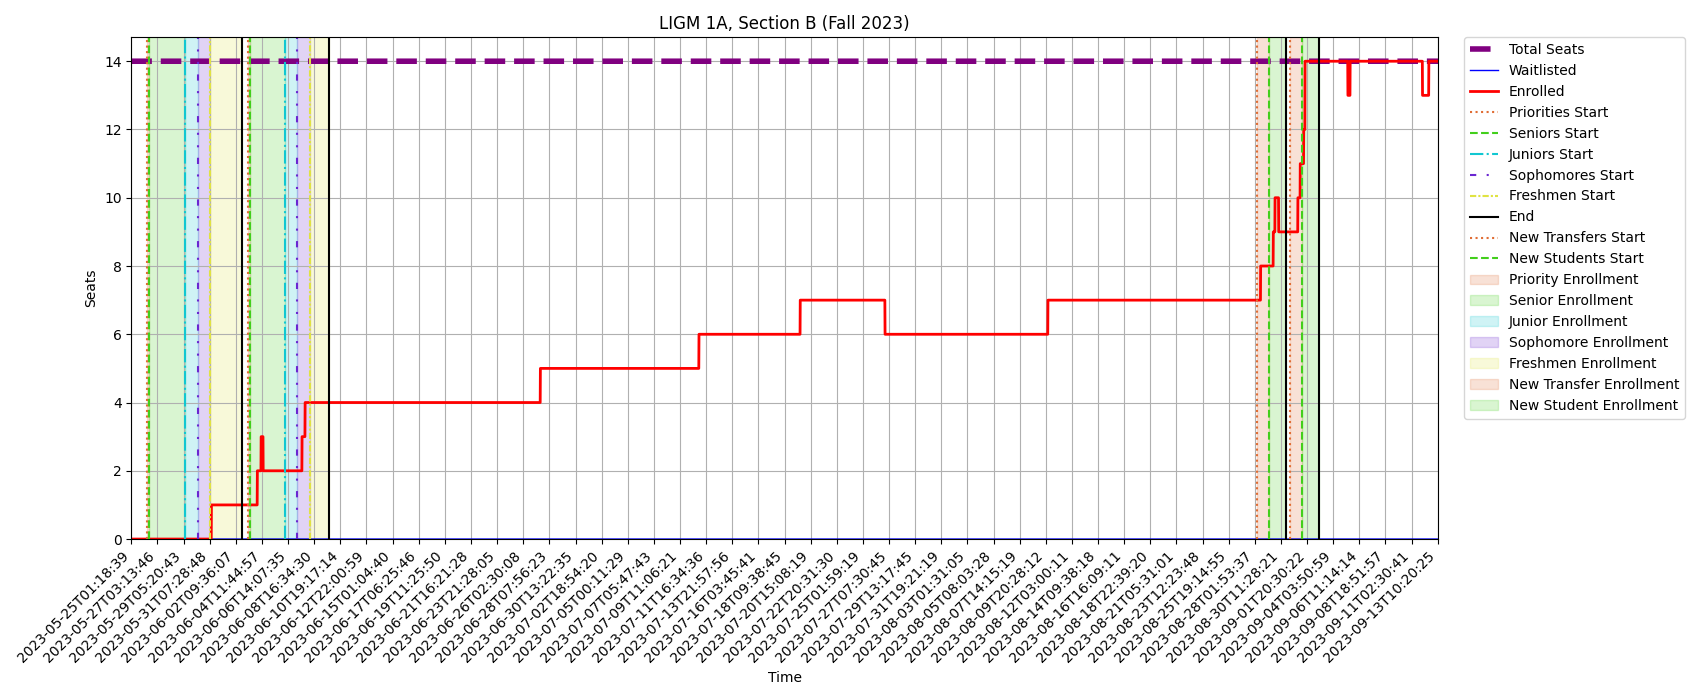 LIGM 1A, Section B (Fall 2023)
Seats
14
12
10
8
6
4
2
0
2023-05-25T01:18:39
2023-05-27T03:13:46
2023-05-29T05:20:43
2023-05-31T07:28:48
2023-06-02T09:36:07
2023-06-04T11:44:57
2023-06-06T14:07:35
2023-06-08T16:34:30
2023-06-10T19:17:14
2023-06-12T22:00:59
2023-06-15T01:04:40
2023-06-17T06:25:46
2023-06-19T11:25:50
2023-06-21T16:21:28
2023-06-23T21:28:05
2023-06-26T02:30:08
2023-06-28T07:56:23
2023-06-30T13:22:35
2023-07-02T18:54:20
2023-07-05T00:11:29
2023-07-07T05:47:43
2023-07-09T11:06:21
2023-07-11T16:34:36
2023-07-13T21:57:56
2023-07-16T03:45:41
2023-07-18T09:38:45
2023-07-20T15:08:19
2023-07-22T20:31:30
2023-07-25T01:59:19
2023-07-27T07:30:45
2023-07-29T13:17:45
2023-07-31T19:21:19
2023-08-03T01:31:05
2023-08-05T08:03:28
2023-08-07T14:15:19
2023-08-09T20:28:12
2023-08-12T03:00:11
2023-08-14T09:38:18
2023-08-16T16:09:11
2023-08-18T22:39:20
2023-08-21T05:31:01
2023-08-23T12:23:48
2023-08-25T19:14:55
2023-08-28T01:53:37
2023-08-30T11:28:21
2023-09-01T20:30:22
2023-09-04T03:50:59
2023-09-06T11:14:14
2023-09-08T18:51:57
2023-09-11T02:30:41
2023-09-13T10:20:25
Time
Total Seats
Waitlisted
Enrolled
Priorities Start
Seniors Start
Juniors Start
Sophomores Start
Freshmen Start
End
New Transfers Start
New Students Start
Priority Enrollment
Senior Enrollment
Junior Enrollment
Sophomore Enrollment
Freshmen Enrollment
New Transfer Enrollment
New Student Enrollment